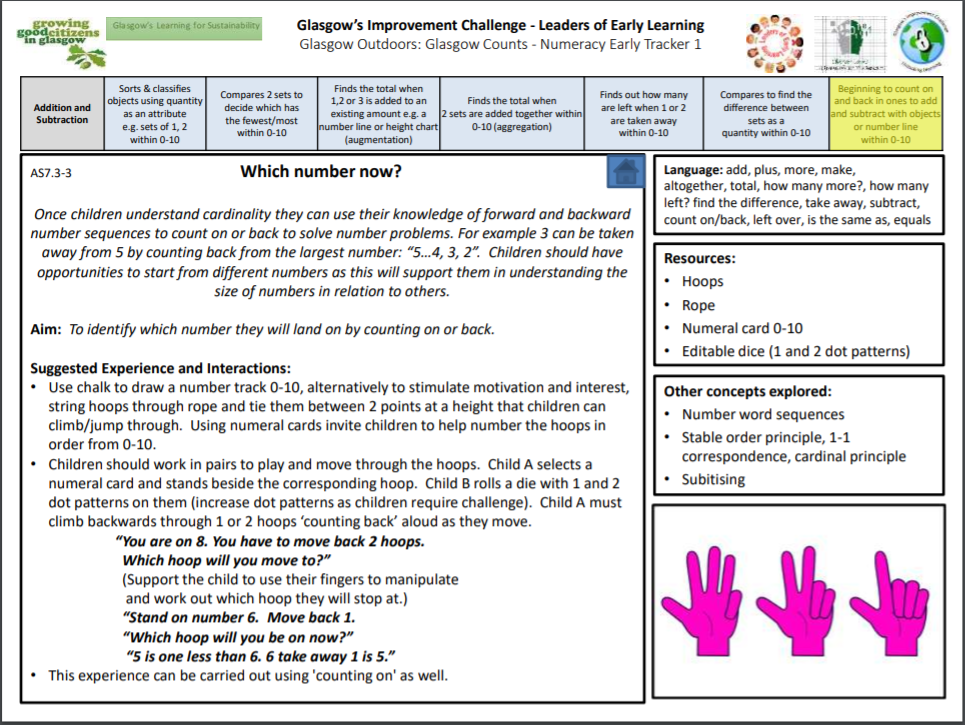 growing
good citizens
in glasgow
Glasgow's Learning for Sustainability
Glasgow's Improvement Challenge - Leaders of Early Learning
Glasgow Outdoors: Glasgow Counts - Numeracy Early Tracker 1
Addition and
Subtraction
Sorts & classifies
objects using quantity
as an attribute
e.g. sets of 1, 2
within 0-10
Compares 2 sets to
decide which has
the fewest/most
within 0-10
Finds the total when
1,2 or 3 is added to an
existing amount e.g. a
number line or height chart
(augmentation)
Finds the total when
2 sets are added together within
0-10 (aggregation)
Finds out how many
are left when 1 or 2
are taken away
within 0-10
Compares to find the
difference between
sets as a
quantity within 0-10
Beginning to count on
and back in ones to add
and subtract with objects
or number line
within 0-10
AS7.3-3
Which number now?
Once children understand cardinality they can use their knowledge of forward and backward
number sequences to count on or back to solve number problems. For example 3 can be taken
away from 5 by counting back from the largest number: “5…4, 3, 2”. Children should have
opportunities to start from different numbers as this will support them in understanding the
size of numbers in relation to others.
Aim: To identify which number they will land on by counting on or back.
Suggested Experience and Interactions:
• Use chalk to draw a number track 0-10, alternatively to stimulate motivation and interest,
string hoops through rope and tie them between 2 points at a height that children can
climb/jump through. Using numeral cards invite children to help number the hoops in
order from 0-10.
• Children should work in pairs to play and move through the hoops. Child A selects a
numeral card and stands beside the corresponding hoop. Child B rolls a die with 1 and 2
dot patterns on them (increase dot patterns as children require challenge). Child A must
climb backwards through 1 or 2 hoops ‘counting back’ aloud as they move.
“You are on 8. You have to move back 2 hoops.
Which hoop will you move to?”
(Support the child to use their fingers to manipulate
and work out which hoop they will stop at.)
“Stand on number 6. Move back 1.
“Which hoop will you be on now?”
“5 is one less than 6. 6 take away 1 is 5.”
• This experience can be carried out using 'counting on' as well.
Language: add, plus, more, make,
altogether, total, how many more?, how many
left? find the difference, take away, subtract,
count on/back, left over, is the same as, equals
Resources:
• Hoops
• Rope
• Numeral card 0-10
• Editable dice (1 and 2 dot patterns)
Other concepts explored:
• Number word sequences
• Stable order principle, 1-1
correspondence, cardinal principle
• Subitising